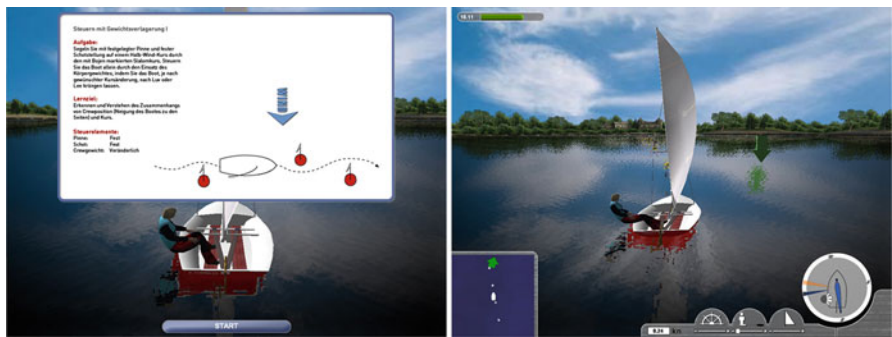 Steuern mit Gewichtsverlagerung I
Aufgabe:
Segeln Sie mit festgelegter Pinne und fester
Schotstellung auf einem Halb-Wind-Kurs durch
den mit Bojen markierten Slalomkurs. Steuern
Sie das Boot allein durch den Einsatz des
Körpergewichtes, indem Sie das Boot, je nach
gewünschter Kursänderung, nach Luv oder
Lee krängen lassen.
Lernziel:
Erkennen und Verstehen des Zusammenhangs
von Crewposition (Neigung des Bootes zu den
Seiten) und Kurs.
Steuerelemente:
Pinne: Fest
Schot: Fest
Crewgewicht: Veränderlich
START
kn